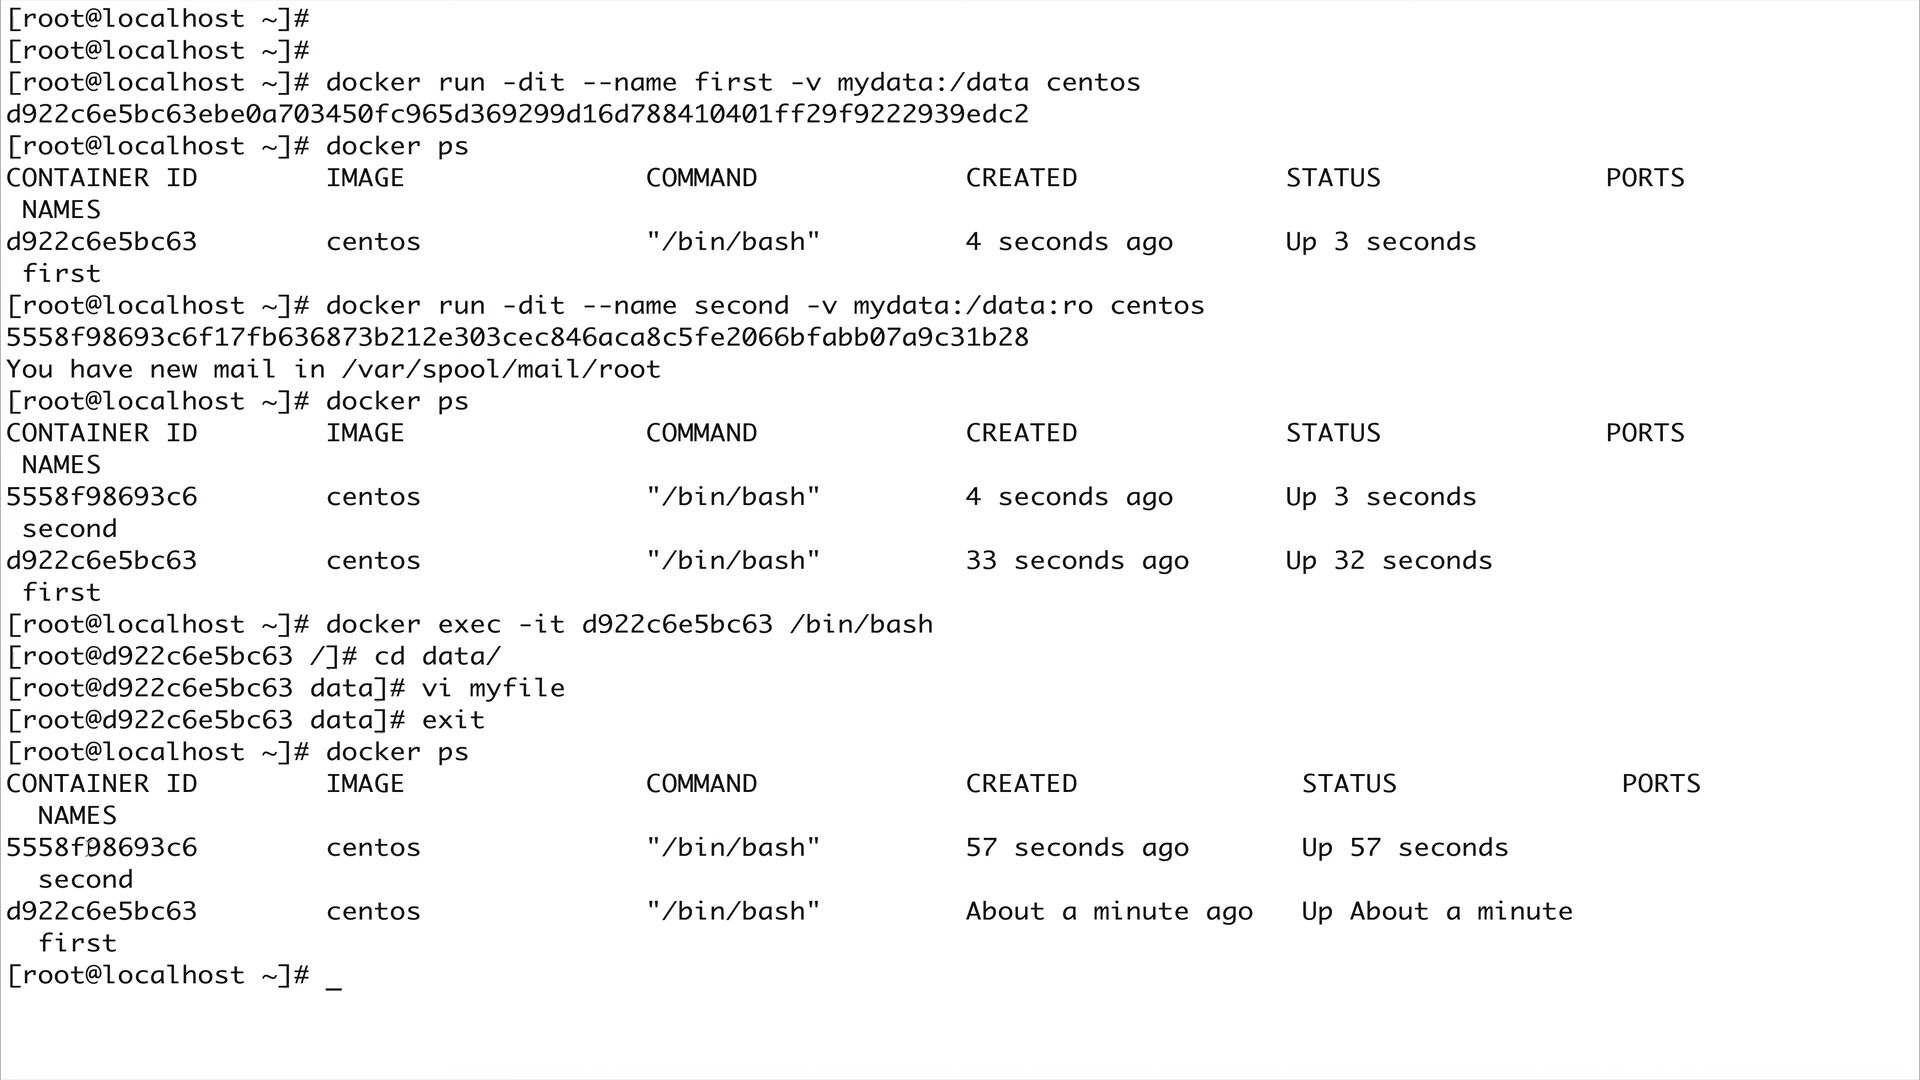 [root@localhost ~]#
[root@localhost ~]#
[root@localhost ~]# docker run -dit --name first -v mydata:/data centos
d922c6e5bc63ebe0a703450fc965d369299d16d788410401ff29f9222939edc2
[root@localhost ~]# docker ps
CONTAINER ID        IMAGE               COMMAND             CREATED             STATUS              PORTS
 NAMES
d922c6e5bc63        centos              "/bin/bash"         4 seconds ago       Up 3 seconds
 first
[root@localhost ~]# docker run -dit --name second -v mydata:/data:ro centos
5558f98693c6f17fb636873b212e303cec846aca8c5fe2066bfabb07a9c31b28
You have new mail in /var/spool/mail/root
[root@localhost ~]# docker ps
CONTAINER ID        IMAGE               COMMAND             CREATED             STATUS              PORTS
 NAMES
5558f98693c6        centos              "/bin/bash"         4 seconds ago       Up 3 seconds
 second
d922c6e5bc63        centos              "/bin/bash"         33 seconds ago      Up 32 seconds
 first
[root@localhost ~]# docker exec -it d922c6e5bc63 /bin/bash
[root@d922c6e5bc63 /]# cd data/
[root@d922c6e5bc63 data]# vi myfile
[root@d922c6e5bc63 data]# exit
[root@localhost ~]# docker ps
CONTAINER ID        IMAGE               COMMAND             CREATED              STATUS              PORTS
  NAMES
5558f98693c6        centos              "/bin/bash"         57 seconds ago       Up 57 seconds
  second
d922c6e5bc63        centos              "/bin/bash"         About a minute ago   Up About a minute
  first
[root@localhost ~]# _